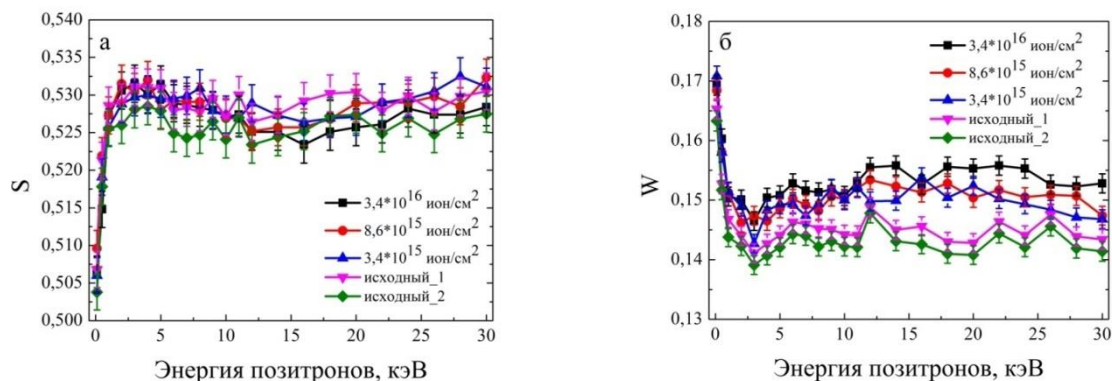 а
0,540
0,535
0,530
0,525
0,520
0,515
0,510
0,505
0,500
S
3,4*10^16 ион/см^2
8,6*10^15 ион/см^2
3,4*10^15 ион/см^2
исходный_1
исходный_2
0 5 10 15 20 25 30
Энергия позитронов, кэВ
б
0,18
0,17
0,16
0,15
0,14
0,13
W
3,4*10^16 ион/см^2
8,6*10^15 ион/см^2
3,4*10^15 ион/см^2
исходный_1
исходный_2
0 5 10 15 20 25 30
Энергия позитронов, кэВ